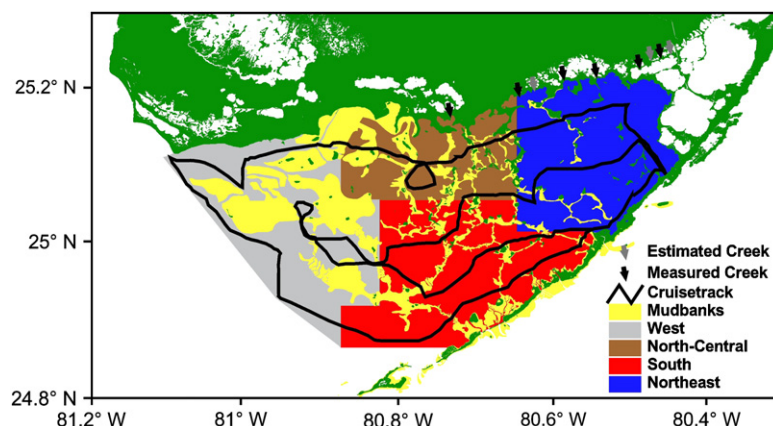 25.2° N
25° N
24.8° N
81.2° W
81° W
80.8° W
80.6° W
80.4° W
Estimated Creek
Measured Creek
Cruisetrack
Mudbanks
West
North-Central
South
Northeast